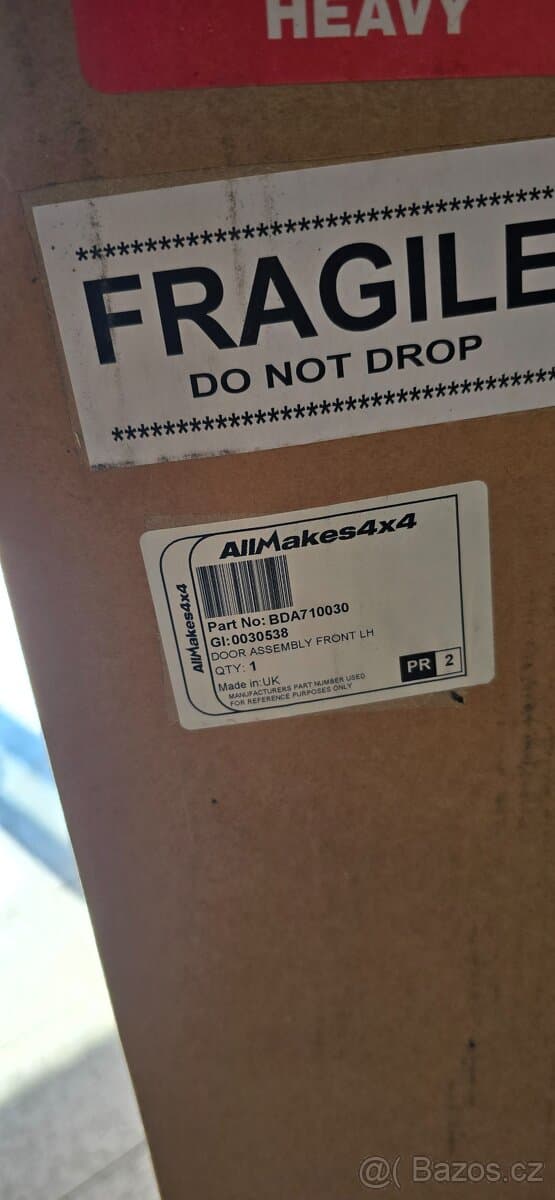 HEAVY
************************************
FRAGILE
DO NOT DROP
************************************
AllMakes4x4
AllMakes4x4
Part No: BDA710030
GI:0030538
DOOR ASSEMBLY FRONT LH
QTY: 1
PR 2
Made in:UK
MANUFACTURERS PART NUMBER USED
FOR REFERENCE PURPOSES ONLY
@( Bazos.cz